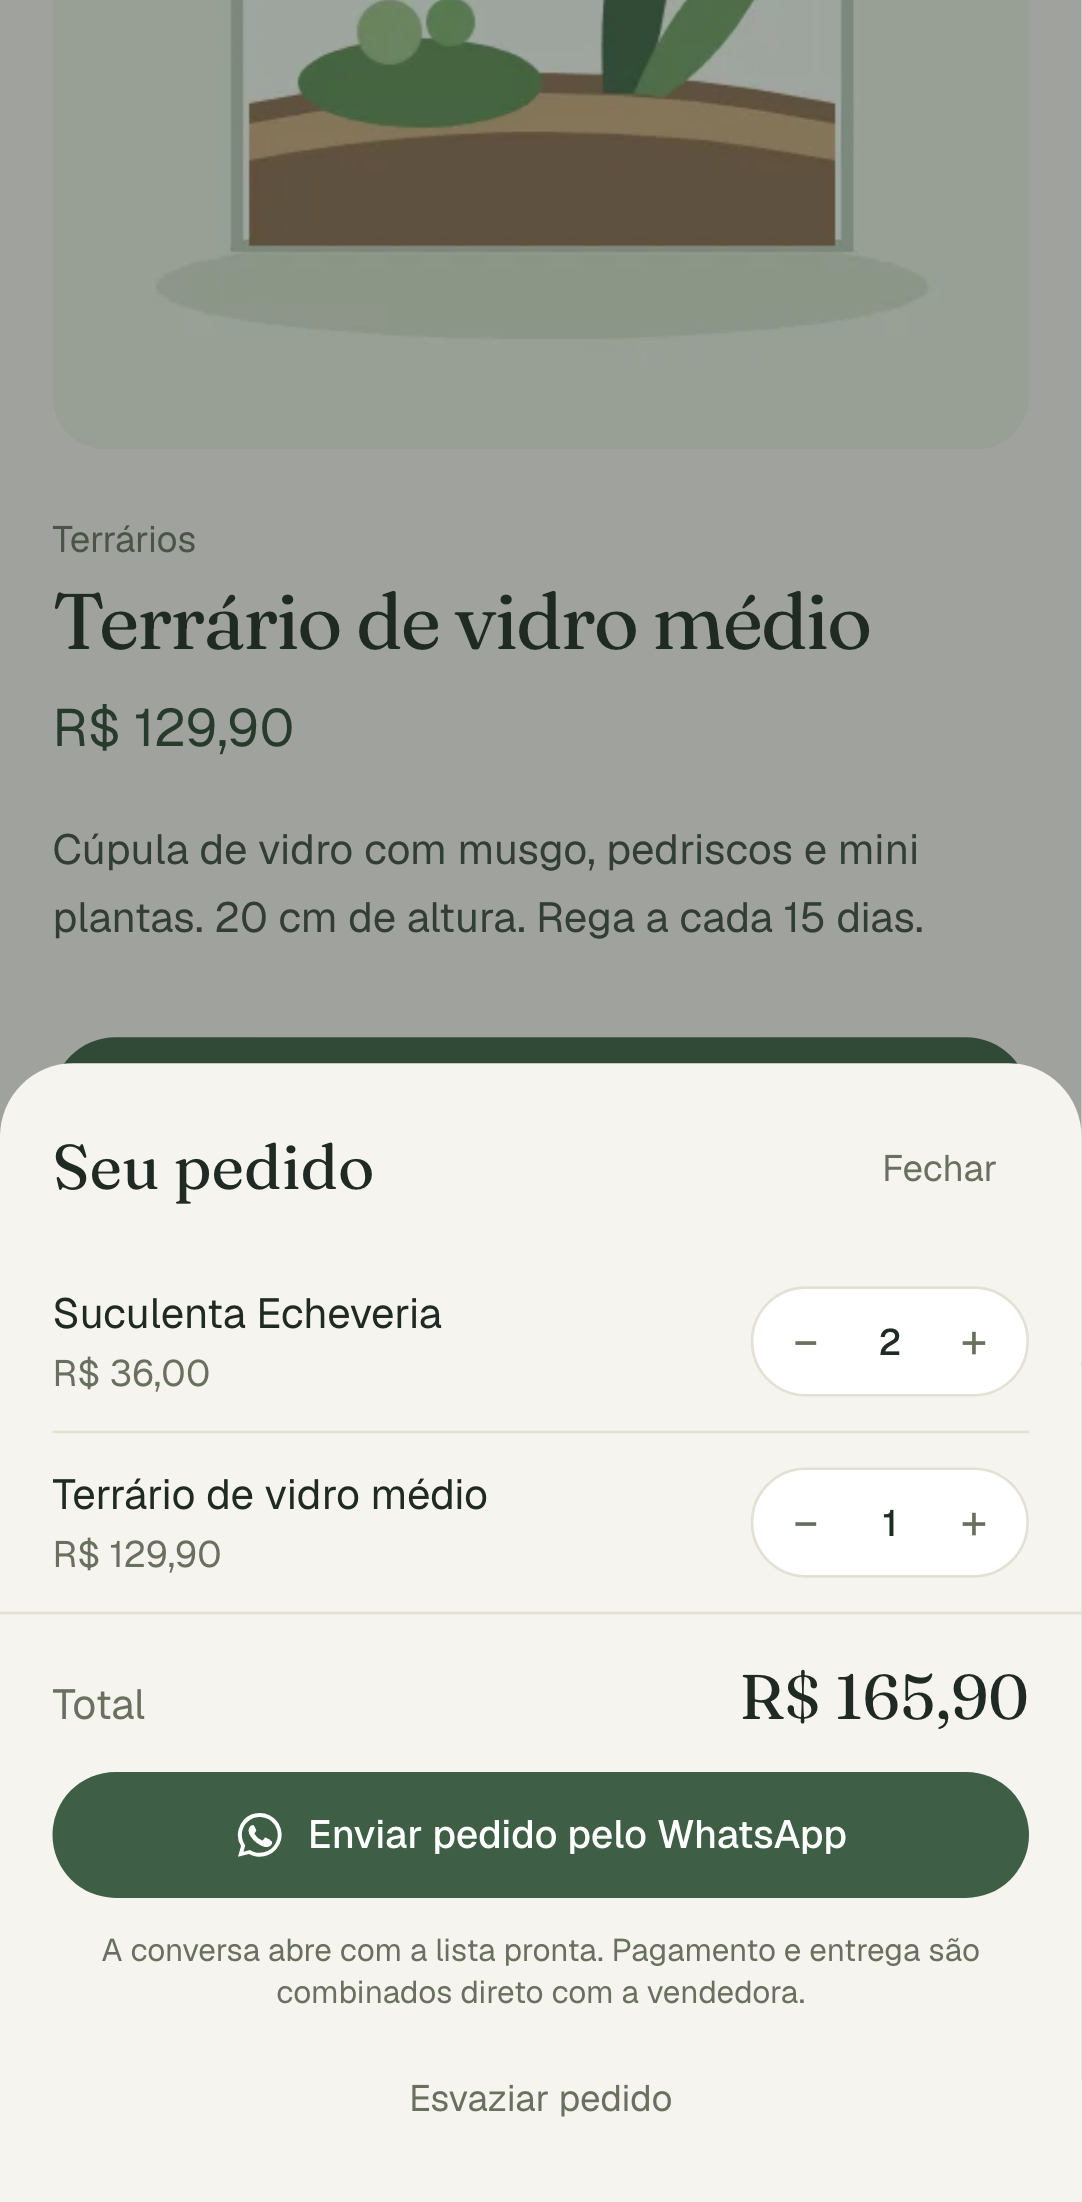 Terrários
Terrário de vidro médio
R$ 129,90
Cúpula de vidro com musgo, pedriscos e mini
plantas. 20 cm de altura. Rega a cada 15 dias.
Seu pedido
Fechar
Suculenta Echeveria
R$ 36,00
− 2 +
Terrário de vidro médio
R$ 129,90
− 1 +
Total
R$ 165,90
Enviar pedido pelo WhatsApp
A conversa abre com a lista pronta. Pagamento e entrega são
combinados direto com a vendedora.
Esvaziar pedido